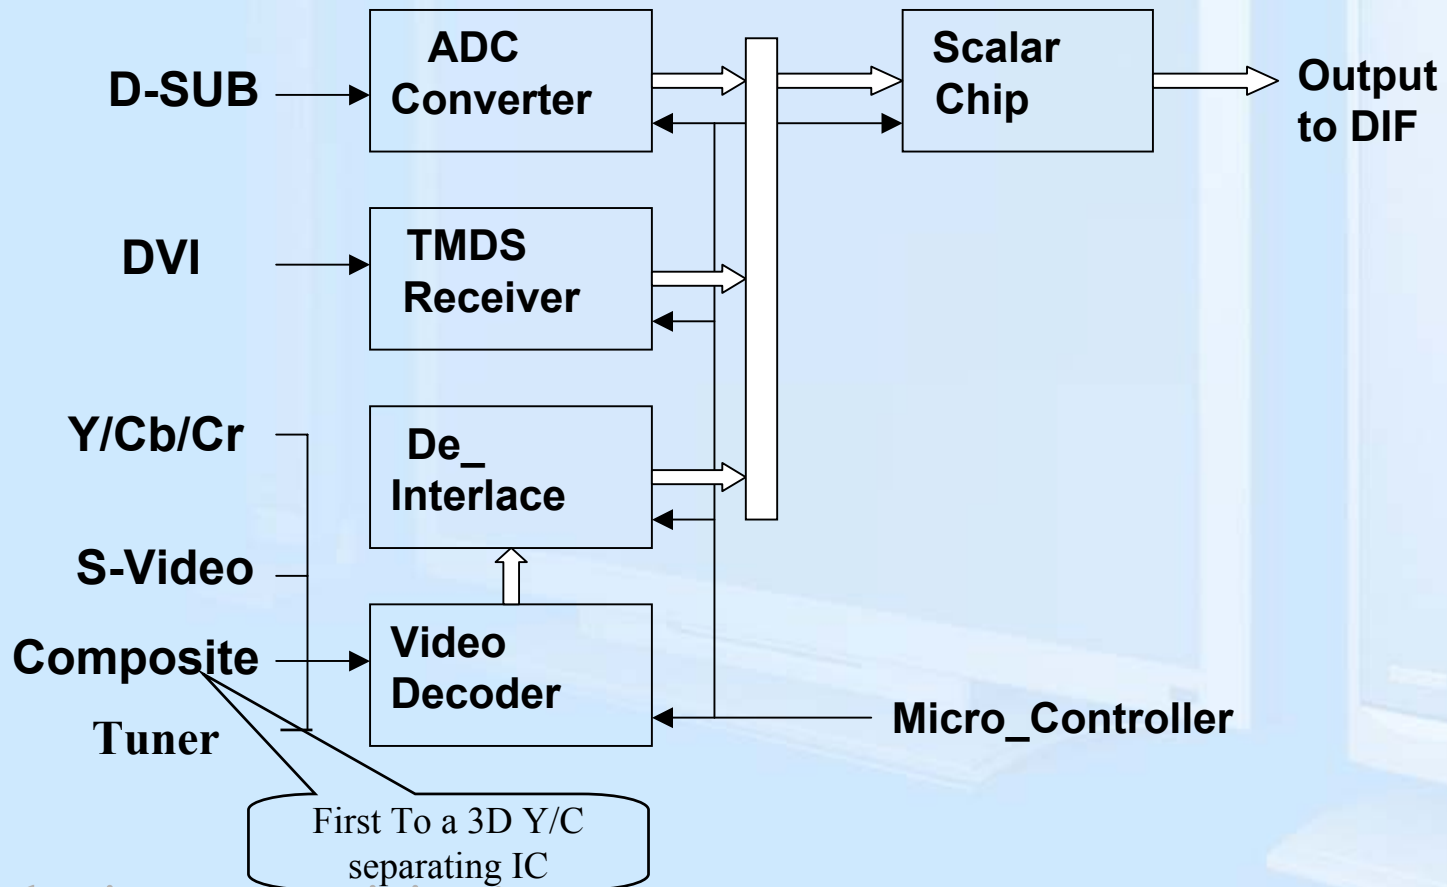 D-SUB
ADC
Converter
Scalar
Chip
Output
to DIF
DVI
TMDS
Receiver
Y/Cb/Cr
De_
Interlace
S-Video
Composite
Video
Decoder
Tuner
Micro_Controller
First To a 3D Y/C
separating IC